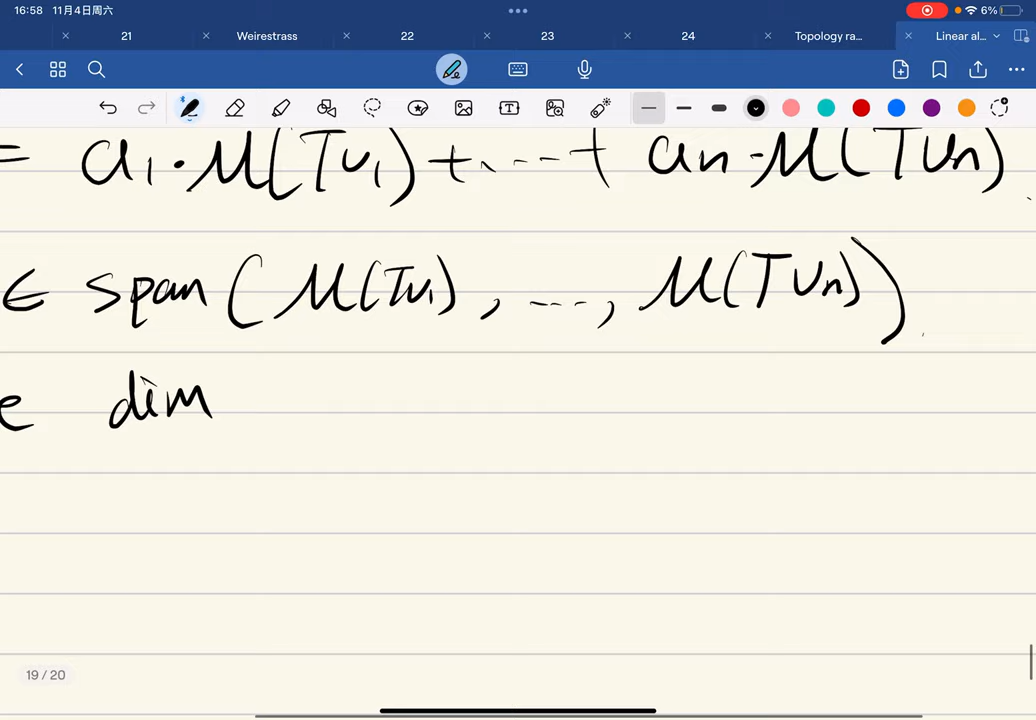 16:58 11月4日周六
6%
21 Weirestrass 22 23 24 Topology ra... Linear al...
= a₁·M(Tv₁)+...+ aₙ·M(Tvₙ).
∈ span(M(Tv₁), ..., M(Tvₙ)).
e dim
19 / 20